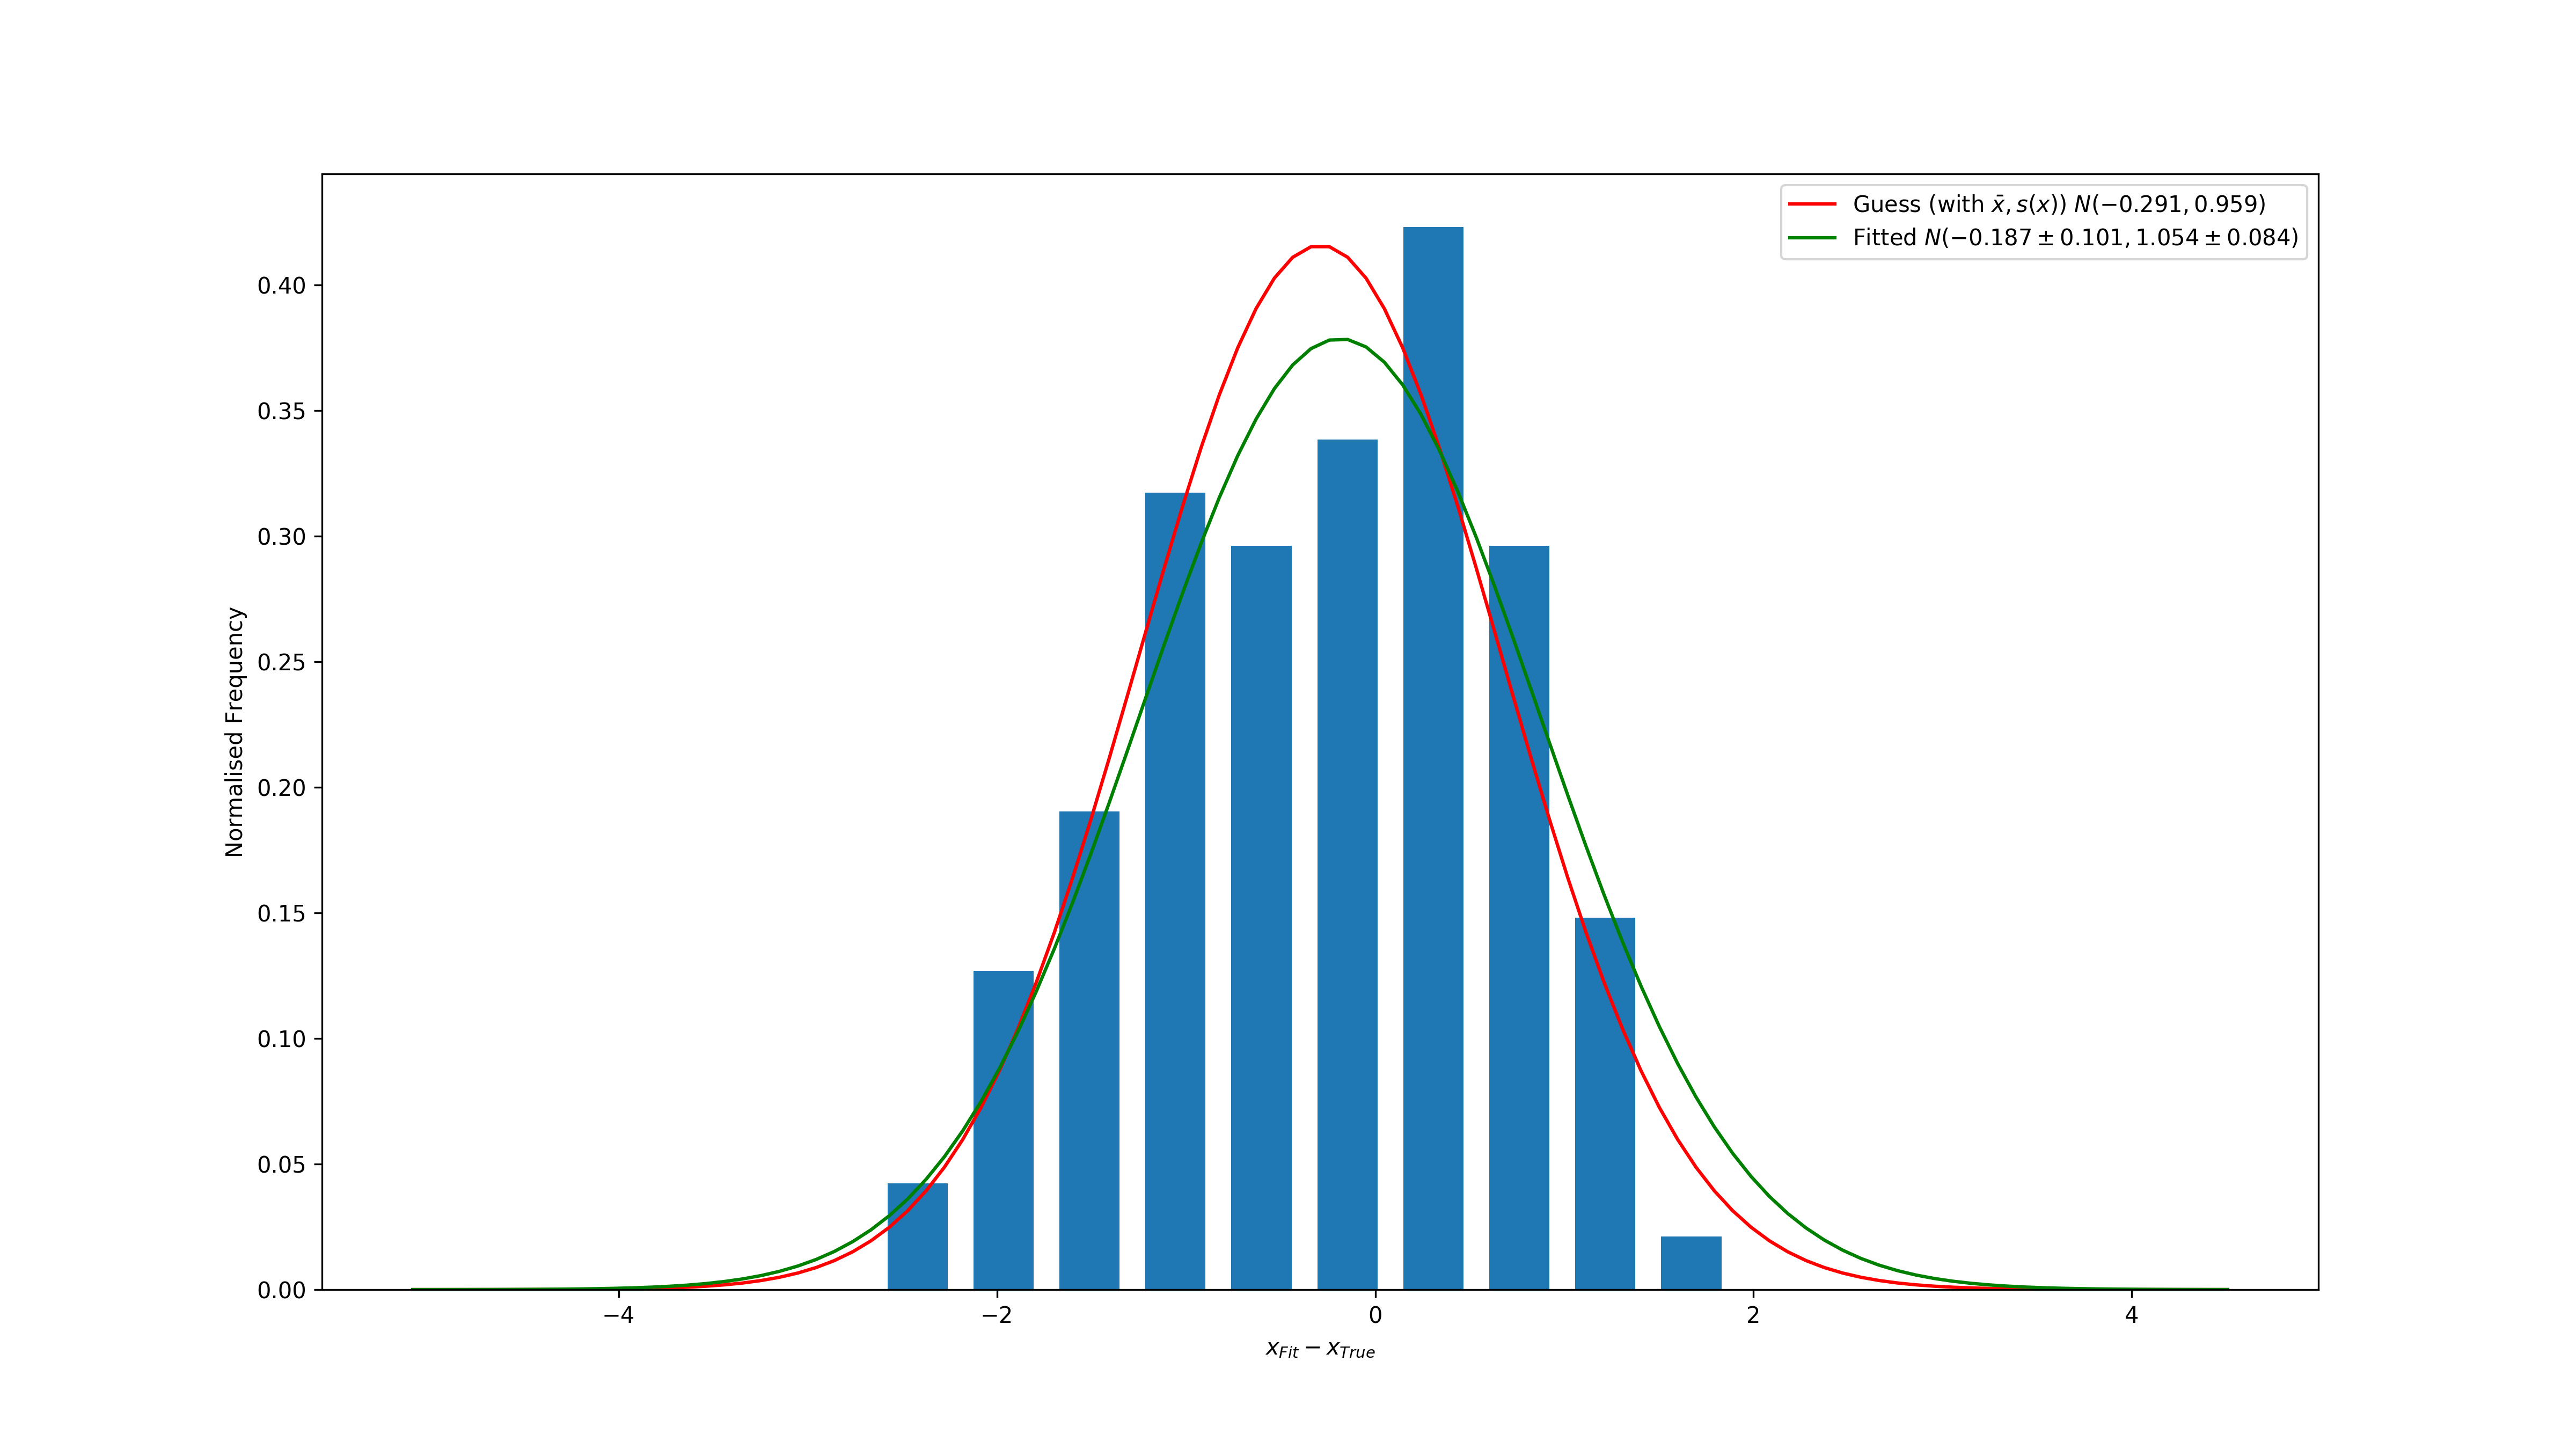 Guess (with x̄, s(x)) N(−0.291, 0.959)
Fitted N(−0.187 ± 0.101, 1.054 ± 0.084)
Normalised Frequency
0.40
0.35
0.30
0.25
0.20
0.15
0.10
0.05
0.00
−4 −2 0 2 4
x_Fit − x_True